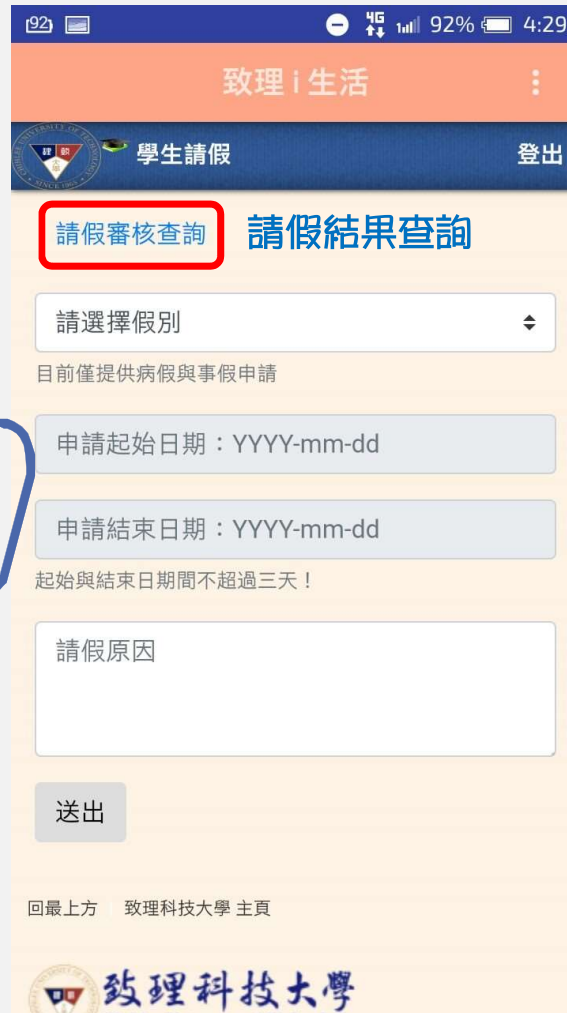 92
4G 92% 4:29
致理 i 生活
學生請假 登出
請假審核查詢 請假結果查詢
請選擇假別
目前僅提供病假與事假申請
申請起始日期：YYYY-mm-dd
申請結束日期：YYYY-mm-dd
起始與結束日期間不超過三天！
請假原因
送出
回最上方 致理科技大學 主頁
致理科技大學